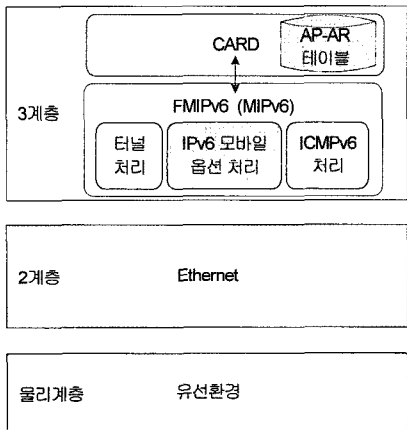 CARD
AP-AR
테이블
3계층
FMIPv6 (MIPv6)
터널
처리
IPv6 모바일
옵션 처리
ICMPv6
처리
2계층
Ethernet
물리계층
유선환경